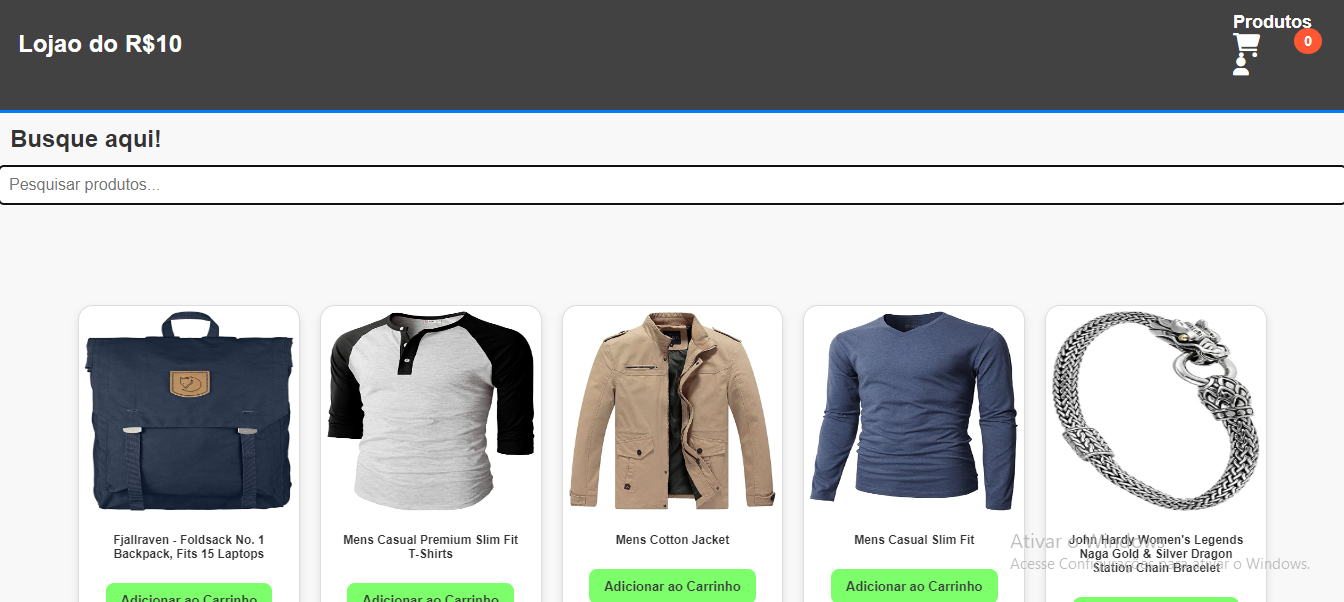 Lojao do R$10
Produtos
0
Busque aqui!
Pesquisar produtos...
Fjallraven - Foldsack No. 1
Backpack, Fits 15 Laptops
Adicionar ao Carrinho
Mens Casual Premium Slim Fit
T-Shirts
Adicionar ao Carrinho
Mens Cotton Jacket
Adicionar ao Carrinho
Mens Casual Slim Fit
Adicionar ao Carrinho
John Hardy Women's Legends
Naga Gold & Silver Dragon
Station Chain Bracelet
Ativar o Windows
Acesse Configurações para ativar o Windows.